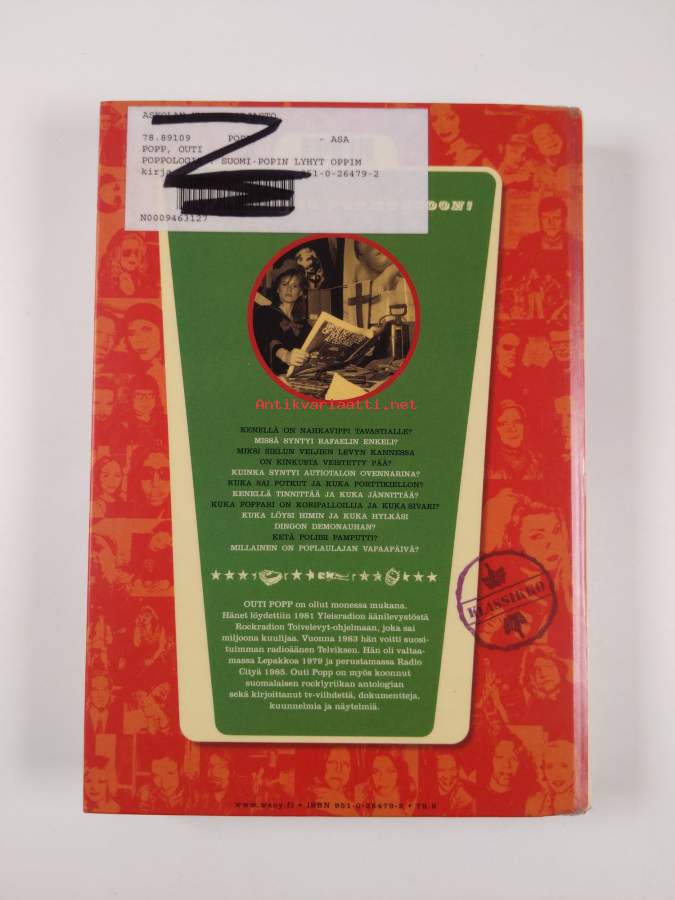 78.89109 - ASA
POPP, OUTI
SUOMI-POPIN LYHYT OPPIM
951-0-26479-2
N0009463127
Antikvariaatti.net
KENELLÄ ON NAHKAVIPPI TAVASTIALLE?
MISSÄ SYNTYI RAFAELIN ENKELI?
MIKSI SIELUN VELJIEN LEVYN KANNESSA
ON KINKUSTA VEISTETTY PÄÄ?
KUINKA SYNTYI AUTIOTALON OVENNARINA?
KUKA SAI POTKUT JA KUKA PORTTIKIELLON?
KENELLÄ TINNITTÄÄ JA KUKA JÄNNITTÄÄ?
KUKA POPPARI ON KORIPALLOILIJA JA KUKA SIVARI?
KUKA LÖYSI HIMIN JA KUKA HYLKÄSI
DINGON DEMONAUHAN?
KETÄ POLIISI PAMPUTTI?
MILLAINEN ON POPLAULAJAN VAPAAPÄIVÄ?
OUTI POPP on ollut monessa mukana.
Hänet löydettiin 1981 Yleisradion äänilevystöstä
Rockradion Toivelevyt-ohjelmaan, joka sai
miljoona kuulijaa. Vuonna 1983 hän voitti suosi-
tuimman radioäänen Telviksen. Hän oli valtaa-
massa Lepakkoa 1979 ja perustamassa Radio
Cityä 1985. Outi Popp on myös koonnut
suomalaisen rocklyriikan antologian
sekä kirjoittanut tv-viihdettä, dokumentteja,
kuunnelmia ja näytelmiä.
KLASSIKKO
www.wsoy.fi • ISBN 951-0-26479-2 • 78.9